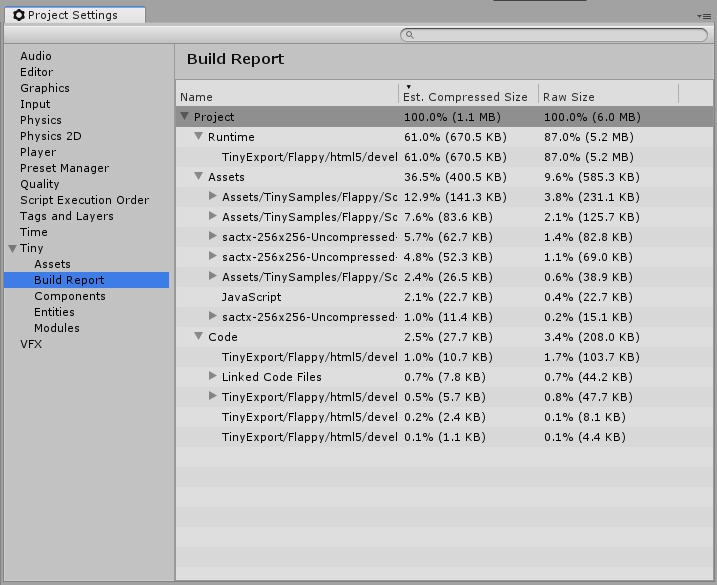 Project Settings
Audio
Editor
Graphics
Input
Physics
Physics 2D
Player
Preset Manager
Quality
Script Execution Order
Tags and Layers
Time
Tiny
Assets
Build Report
Components
Entities
Modules
VFX
Build Report
Name Est. Compressed Size Raw Size
Project 100.0% (1.1 MB) 100.0% (6.0 MB)
Runtime 61.0% (670.5 KB) 87.0% (5.2 MB)
TinyExport/Flappy/html5/devel 61.0% (670.5 KB) 87.0% (5.2 MB)
Assets 36.5% (400.5 KB) 9.6% (585.3 KB)
Assets/TinySamples/Flappy/Sc 12.9% (141.3 KB) 3.8% (231.1 KB)
Assets/TinySamples/Flappy/Sc 7.6% (83.6 KB) 2.1% (125.7 KB)
sactx-256x256-Uncompressed- 5.7% (62.7 KB) 1.4% (82.8 KB)
sactx-256x256-Uncompressed- 4.8% (52.3 KB) 1.1% (69.0 KB)
Assets/TinySamples/Flappy/Sc 2.4% (26.5 KB) 0.6% (38.9 KB)
JavaScript 2.1% (22.7 KB) 0.4% (22.7 KB)
sactx-256x256-Uncompressed- 1.0% (11.4 KB) 0.2% (15.1 KB)
Code 2.5% (27.7 KB) 3.4% (208.0 KB)
TinyExport/Flappy/html5/devel 1.0% (10.7 KB) 1.7% (103.7 KB)
Linked Code Files 0.7% (7.8 KB) 0.7% (44.2 KB)
TinyExport/Flappy/html5/devel 0.5% (5.7 KB) 0.8% (47.7 KB)
TinyExport/Flappy/html5/devel 0.2% (2.4 KB) 0.1% (8.1 KB)
TinyExport/Flappy/html5/devel 0.1% (1.1 KB) 0.1% (4.4 KB)